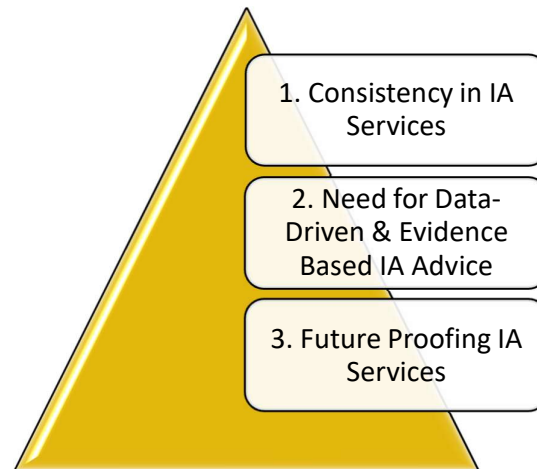 1. Consistency in IA
Services
2. Need for Data-
Driven & Evidence
Based IA Advice
3. Future Proofing IA
Services